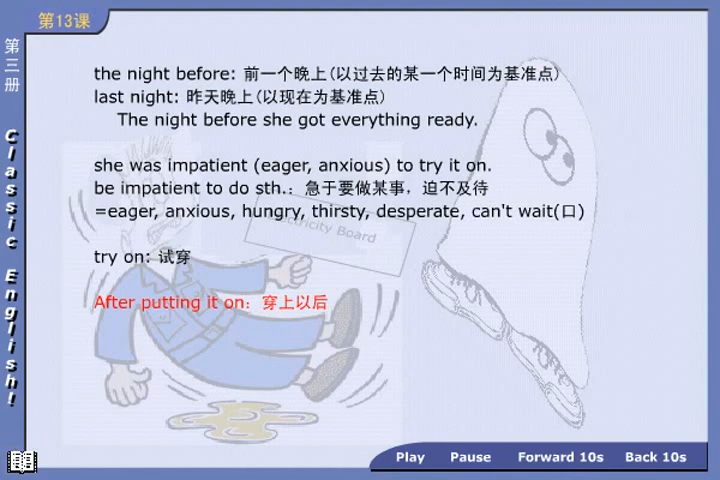 第13课
第三册
Classic English!
the night before: 前一个晚上(以过去的某一个时间为基准点)
last night: 昨天晚上(以现在为基准点)
The night before she got everything ready.
she was impatient (eager, anxious) to try it on.
be impatient to do sth.：急于要做某事，迫不及待
=eager, anxious, hungry, thirsty, desperate, can't wait(口)
Electricity Board
try on: 试穿
After putting it on：穿上以后
Play Pause Forward 10s Back 10s